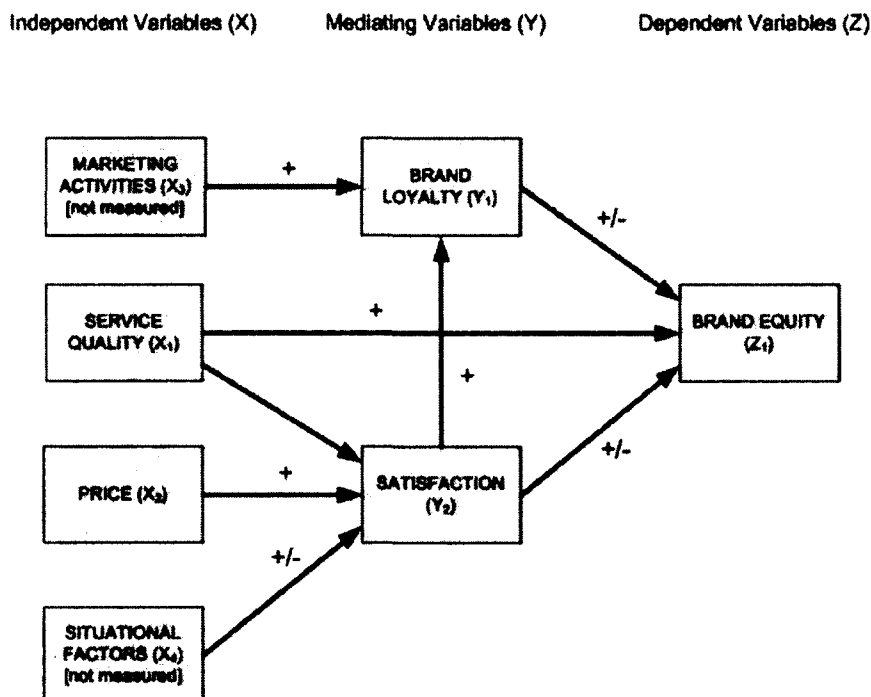 Independent Variables (X) Mediating Variables (Y) Dependent Variables (Z)
MARKETING
ACTIVITIES (X₃)
[not measured]
+
BRAND
LOYALTY (Y₁)
+/-
SERVICE
QUALITY (X₁)
+
BRAND EQUITY
(Z₁)
+
PRICE (X₂)
+
SATISFACTION
(Y₂)
+/-
+/-
SITUATIONAL
FACTORS (X₄)
[not measured]